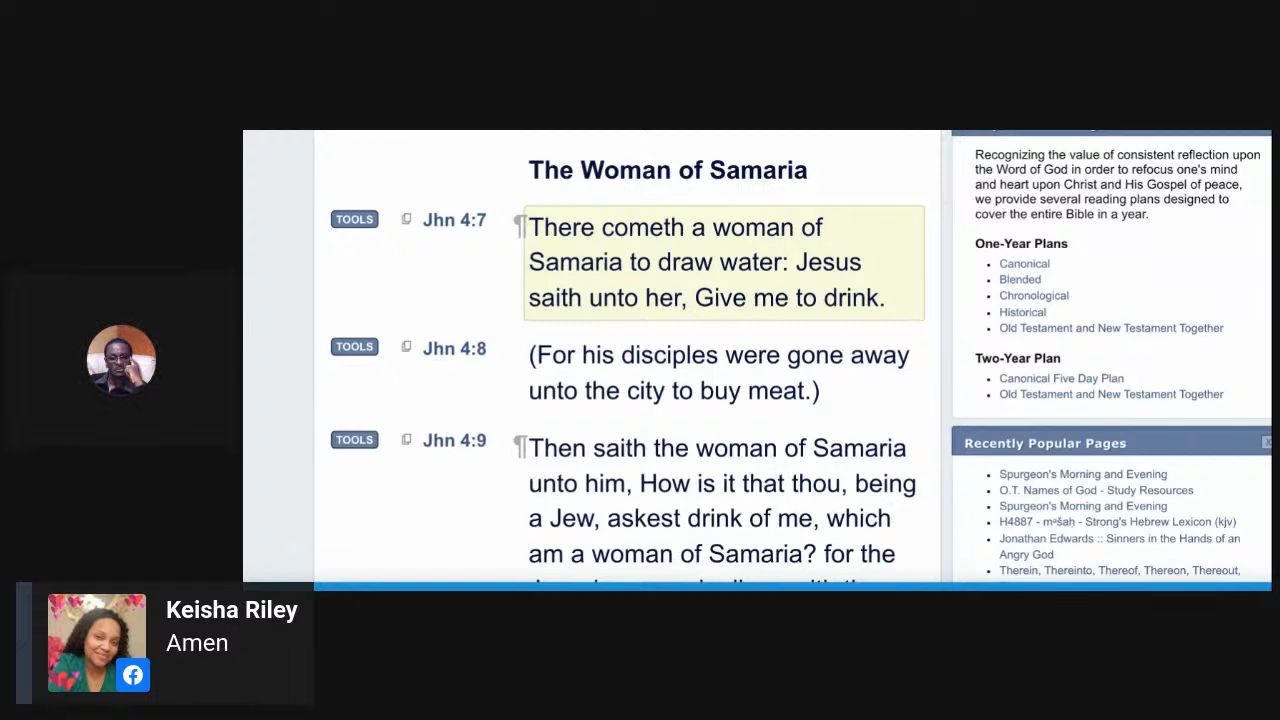 The Woman of Samaria
TOOLS Jhn 4:7 ¶There cometh a woman of
Samaria to draw water: Jesus
saith unto her, Give me to drink.
TOOLS Jhn 4:8 (For his disciples were gone away
unto the city to buy meat.)
TOOLS Jhn 4:9 ¶Then saith the woman of Samaria
unto him, How is it that thou, being
a Jew, askest drink of me, which
am a woman of Samaria? for the
Recognizing the value of consistent reflection upon
the Word of God in order to refocus one's mind
and heart upon Christ and His Gospel of peace,
we provide several reading plans designed to
cover the entire Bible in a year.
One-Year Plans
• Canonical
• Blended
• Chronological
• Historical
• Old Testament and New Testament Together
Two-Year Plan
• Canonical Five Day Plan
• Old Testament and New Testament Together
Recently Popular Pages
• Spurgeon's Morning and Evening
• O.T. Names of God - Study Resources
• Spurgeon's Morning and Evening
• H4887 - mᵊšaḥ - Strong's Hebrew Lexicon (kjv)
• Jonathan Edwards :: Sinners in the Hands of an
Angry God
• Therein, Thereinto, Thereof, Thereon, Thereout,
Keisha Riley
Amen